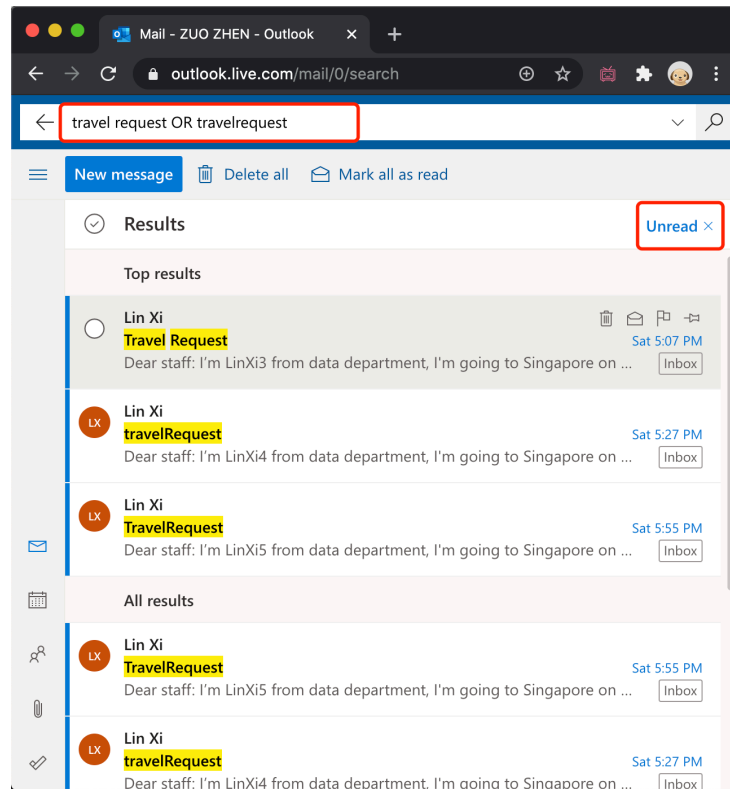 Mail - ZUO ZHEN - Outlook
outlook.live.com/mail/0/search
travel request OR travelrequest
New message Delete all Mark all as read
Results Unread
Top results
Lin Xi
Travel Request Sat 5:07 PM
Dear staff: I'm LinXi3 from data department, I'm going to Singapore on ... Inbox
LX Lin Xi
travelRequest Sat 5:27 PM
Dear staff: I'm LinXi4 from data department, I'm going to Singapore on ... Inbox
LX Lin Xi
TravelRequest Sat 5:55 PM
Dear staff: I'm LinXi5 from data department, I'm going to Singapore on ... Inbox
All results
LX Lin Xi
TravelRequest Sat 5:55 PM
Dear staff: I'm LinXi5 from data department, I'm going to Singapore on ... Inbox
LX Lin Xi
travelRequest Sat 5:27 PM
Dear staff: I'm LinXi4 from data department, I'm going to Singapore on ... Inbox